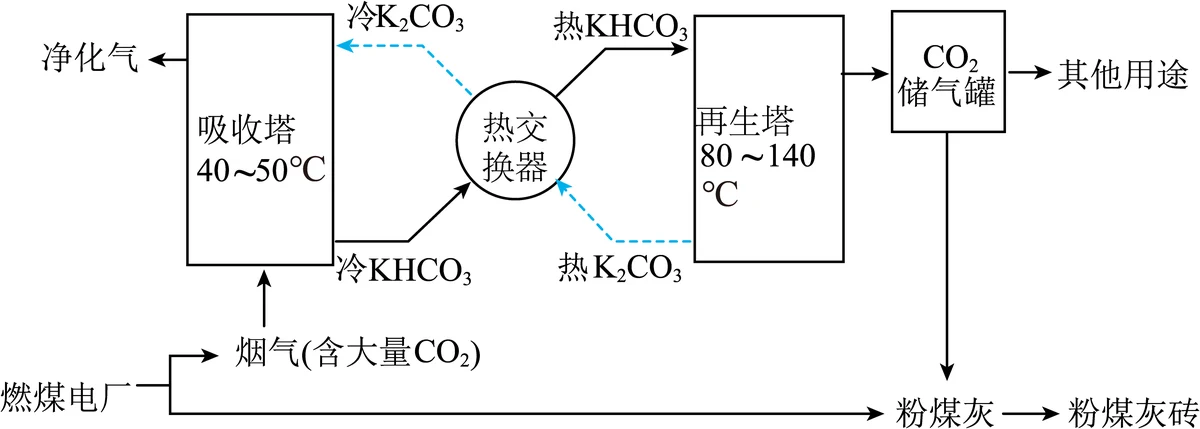 冷K₂CO₃
热KHCO₃
净化气
CO₂
储气罐
其他用途
吸收塔
40~50℃
热交
换器
再生塔
80~140
℃
冷KHCO₃
热K₂CO₃
烟气(含大量CO₂)
燃煤电厂
粉煤灰
粉煤灰砖